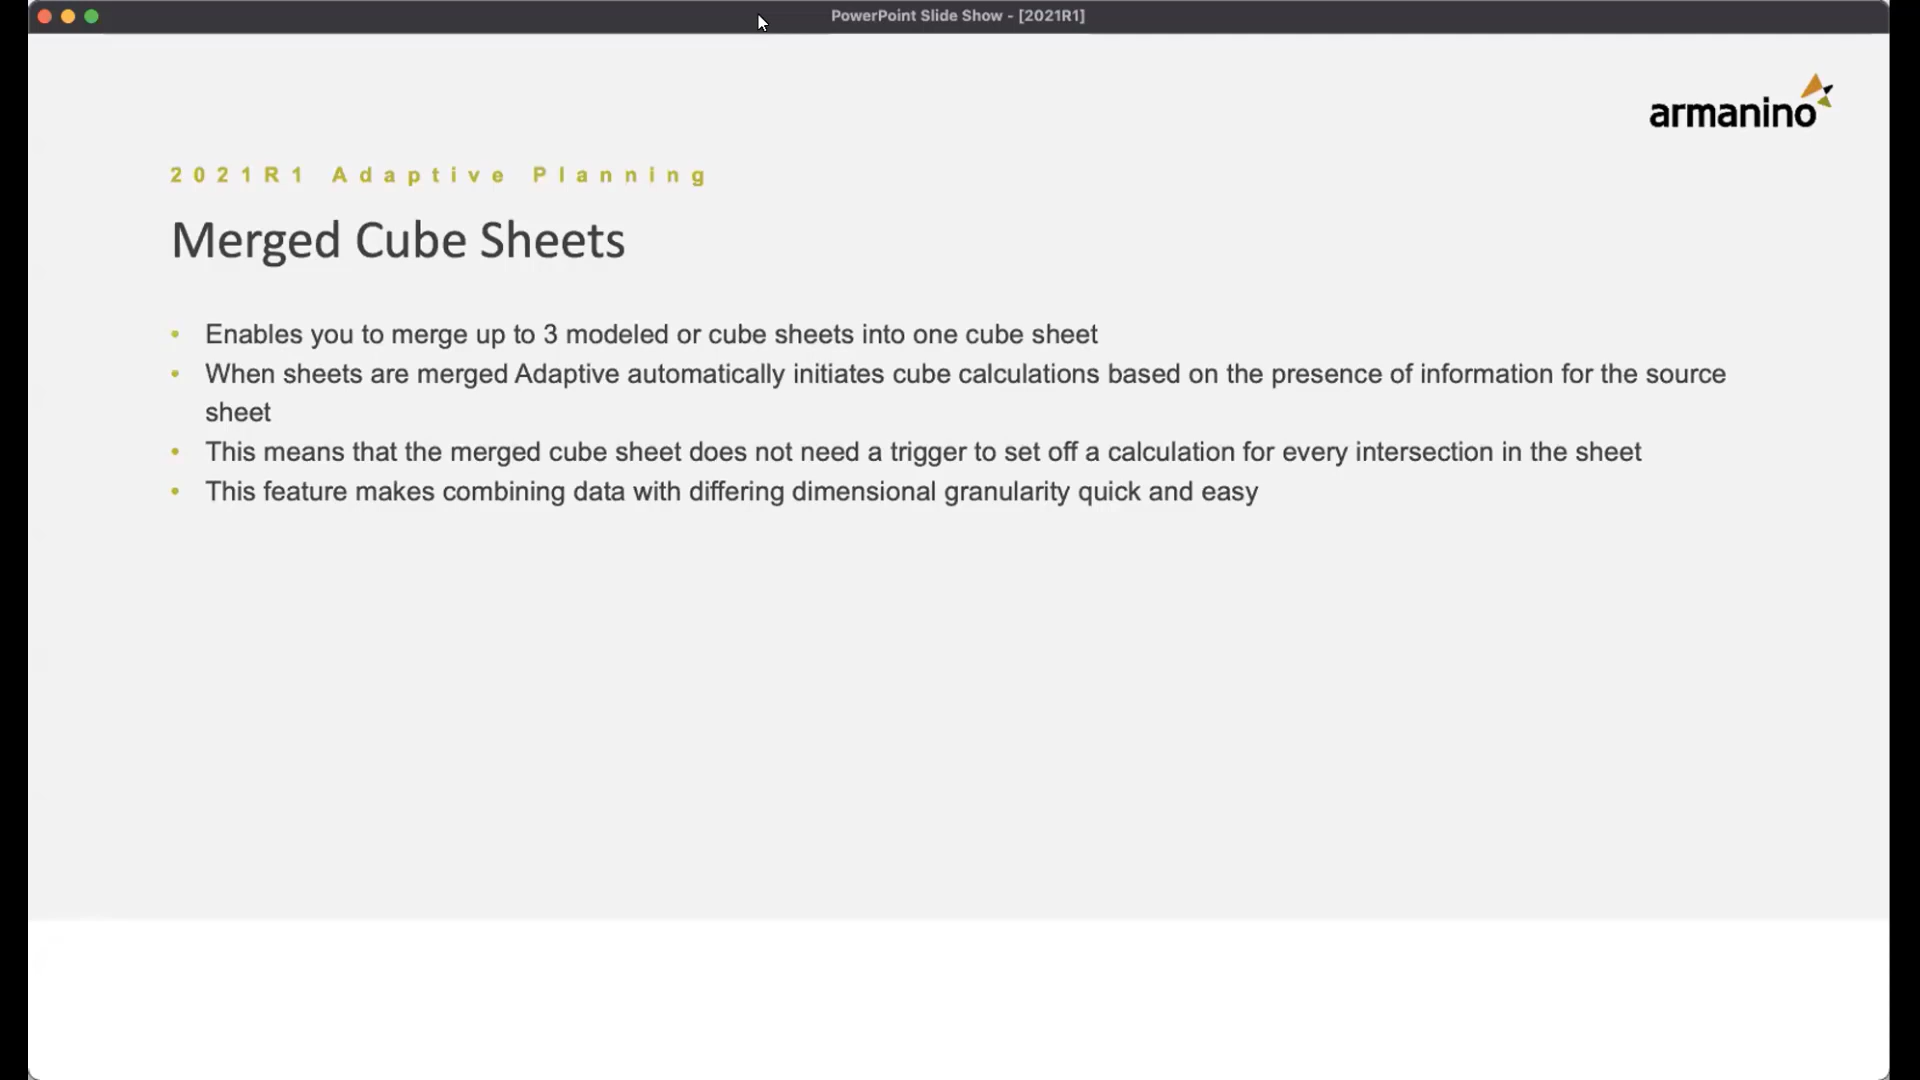 PowerPoint Slide Show - [2021R1]
armanino
2021R1 Adaptive Planning
Merged Cube Sheets
• Enables you to merge up to 3 modeled or cube sheets into one cube sheet
• When sheets are merged Adaptive automatically initiates cube calculations based on the presence of information for the source
sheet
• This means that the merged cube sheet does not need a trigger to set off a calculation for every intersection in the sheet
• This feature makes combining data with differing dimensional granularity quick and easy